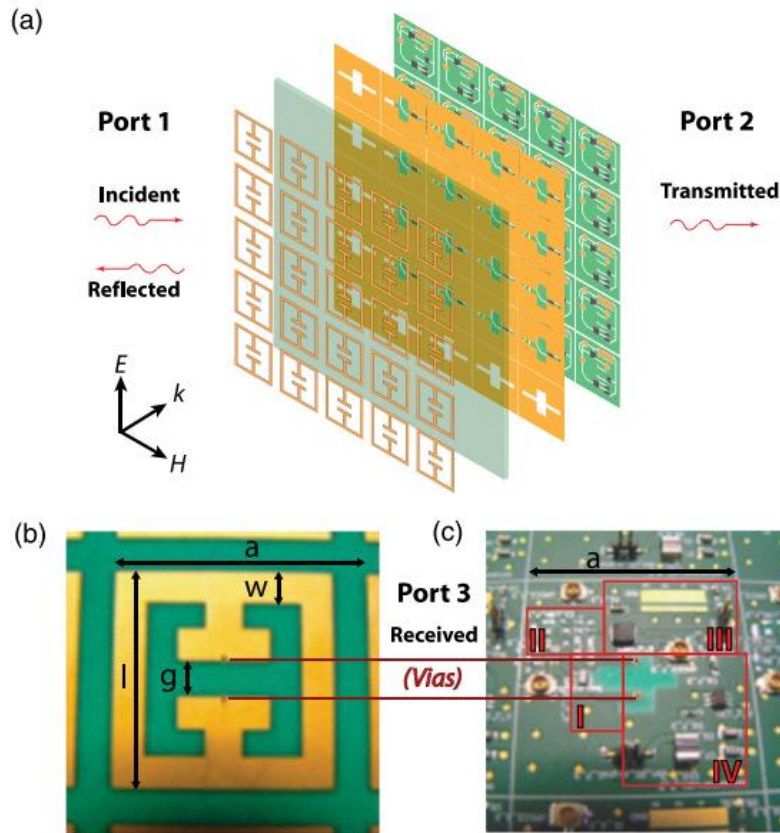 (a)
Port 1
Port 2
Incident
Transmitted
Reflected
E
k
H
(b)
(c)
a
w
l
g
Port 3
Received
(Vias)
a
II
III
I
IV